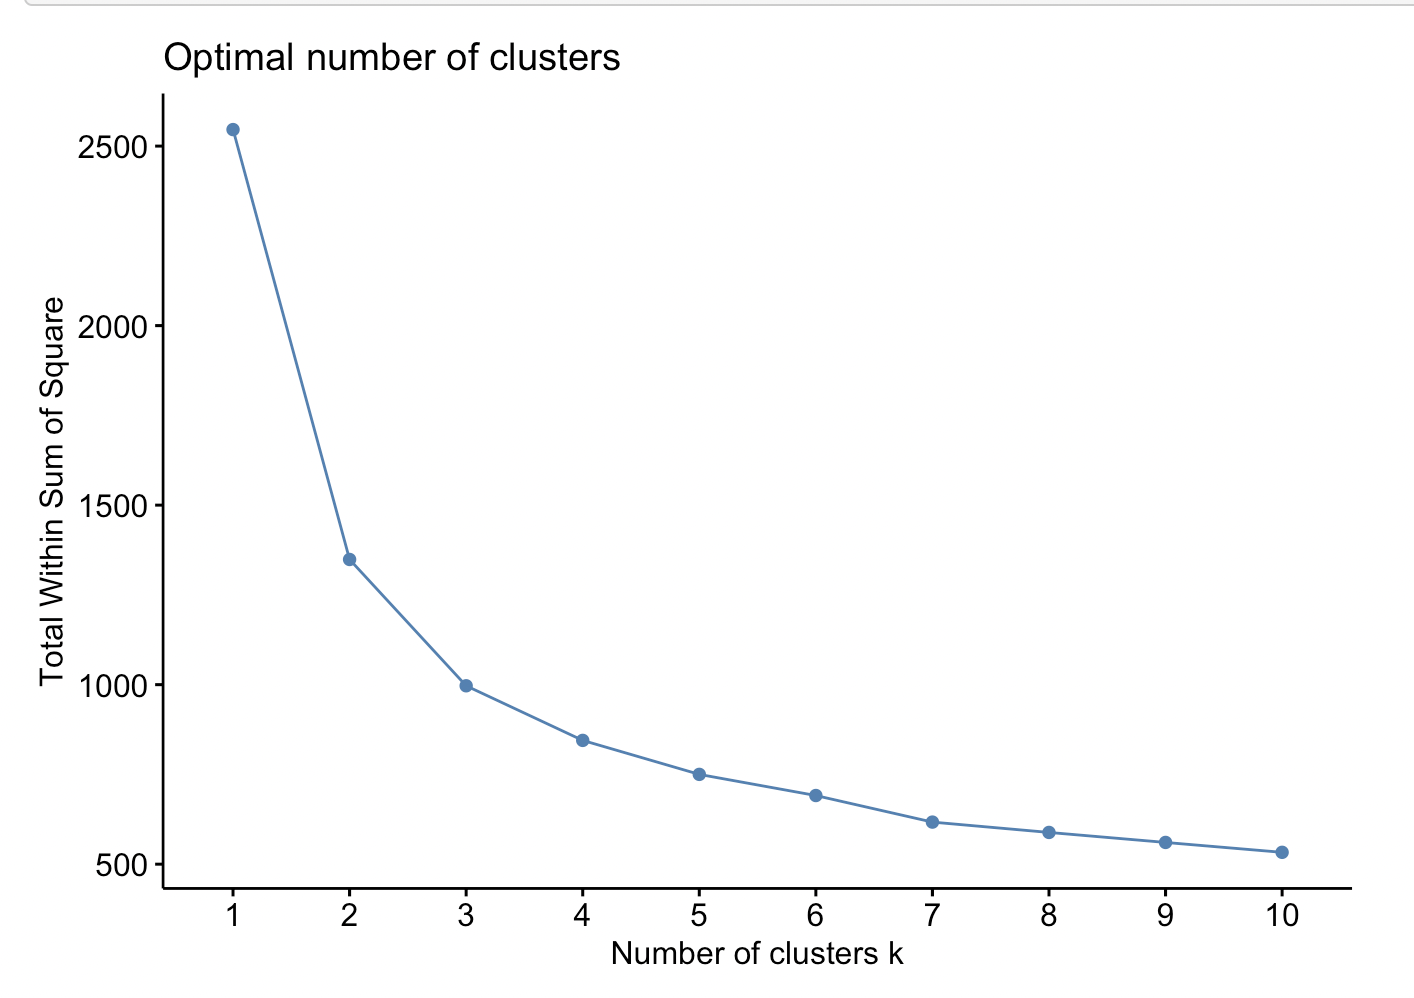 Optimal number of clusters
2500
2000
1500
1000
500
Total Within Sum of Square
1 2 3 4 5 6 7 8 9 10
Number of clusters k